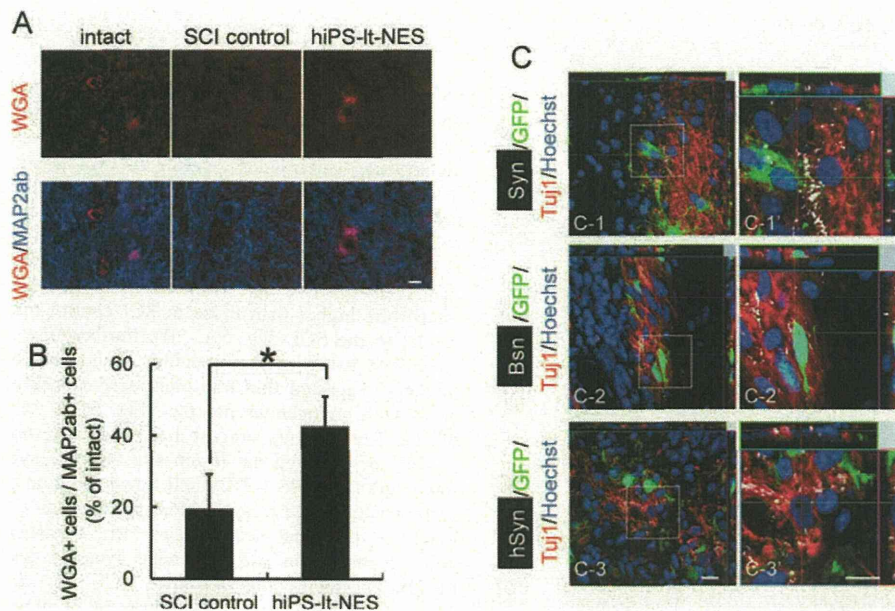 A
intact SCI control hiPS-lt-NES
WGA
WGA/MAP2ab
B
WGA+ cells / MAP2ab+ cells
(% of intact)
60
40
20
0
*
SCI control hiPS-lt-NES
C
Syn/GFP/
Tuj1/Hoechst
C-1 C-1'
Bsn/GFP/
Tuj1/Hoechst
C-2 C-2'
hSyn/GFP/
Tuj1/Hoechst
C-3 C-3'